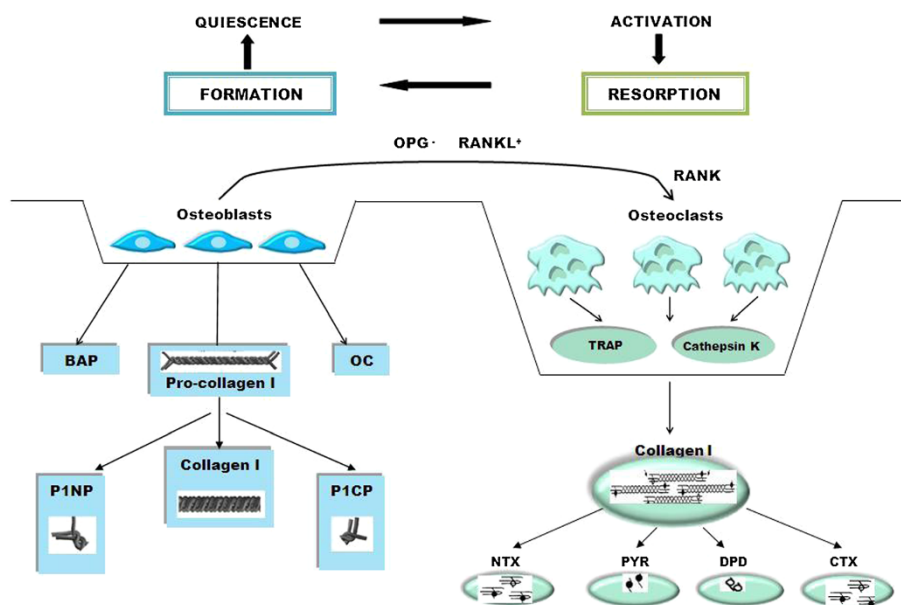 QUIESCENCE
ACTIVATION
FORMATION
RESORPTION
OPG - RANKL+
RANK
Osteoblasts
Osteoclasts
TRAP
Cathepsin K
BAP
Pro-collagen I
OC
Collagen I
P1NP
Collagen I
P1CP
NTX
PYR
DPD
CTX